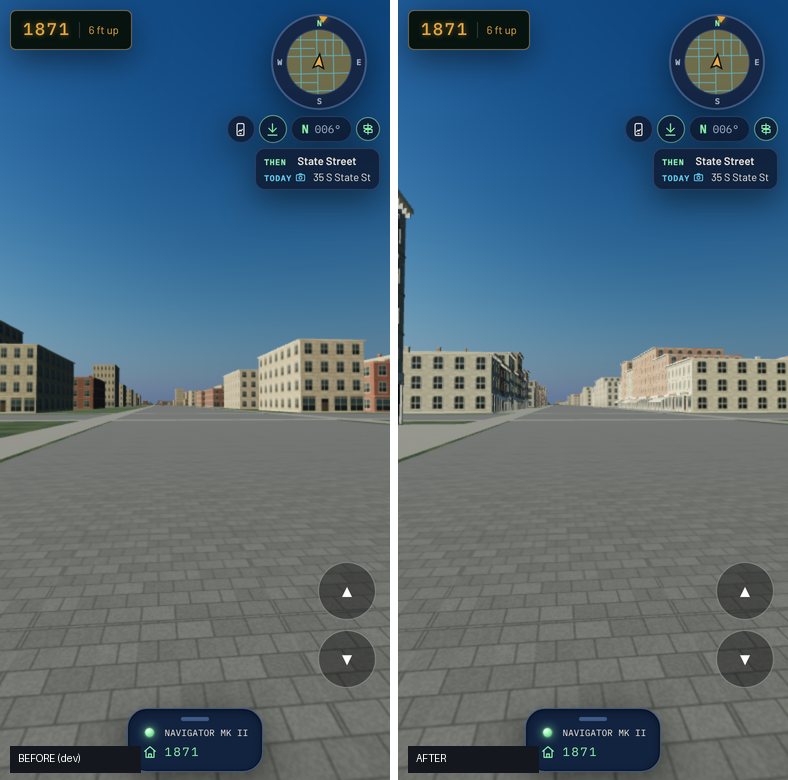 1871 6 ft up
N
W E
S
N 006°
THEN State Street
TODAY 35 S State St
NAVIGATOR MK II
1871
BEFORE (dev)
1871 6 ft up
N
W E
S
N 006°
THEN State Street
TODAY 35 S State St
NAVIGATOR MK II
1871
AFTER